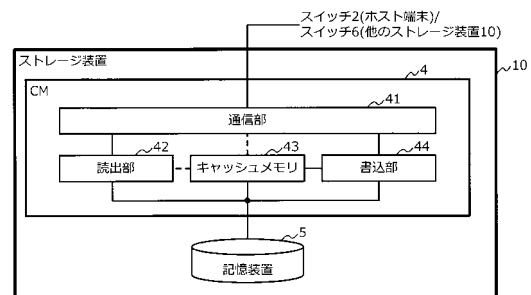 スイッチ2(ホスト端末)/
スイッチ6(他のストレージ装置10)
ストレージ装置
10
4
CM
41
通信部
42
43
44
読出部
キャッシュメモリ
書込部
5
記憶装置